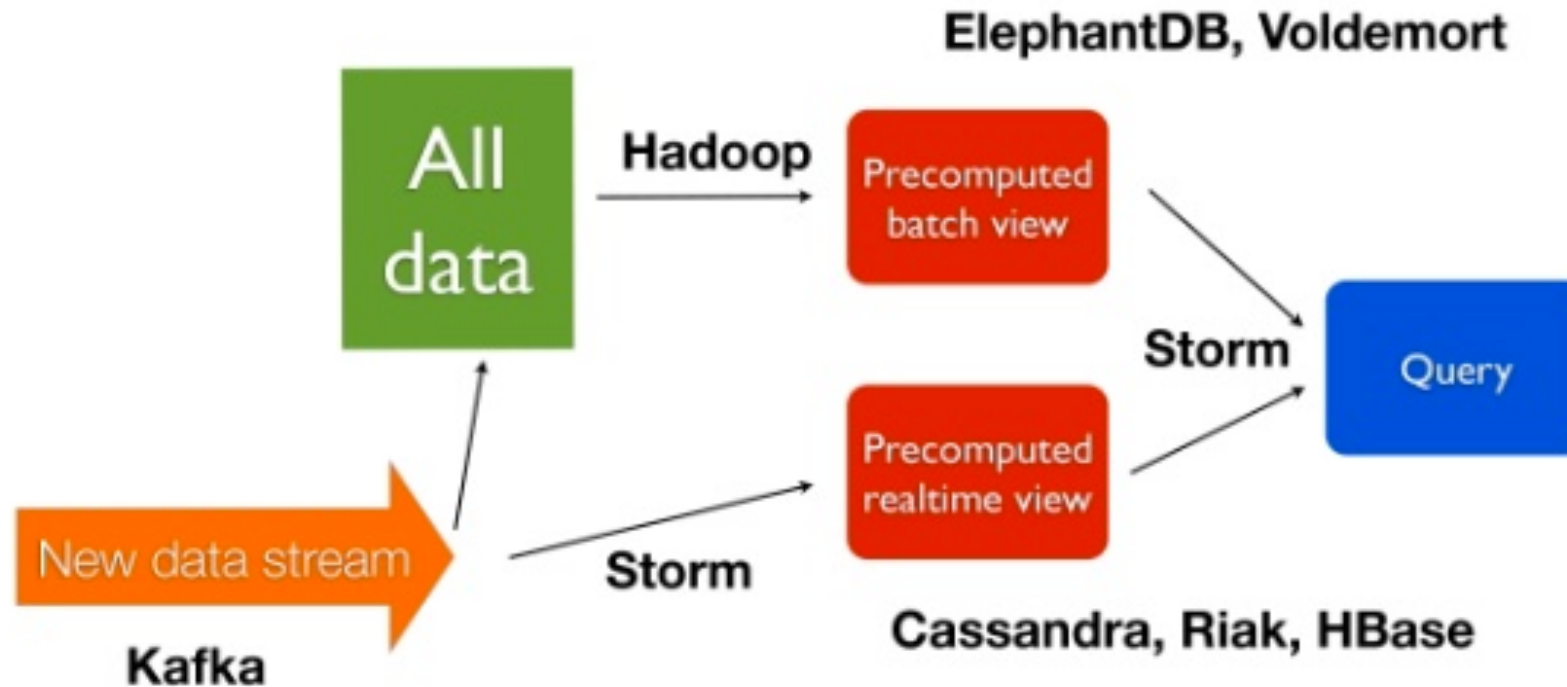 ElephantDB, Voldemort
All
data
Hadoop
Precomputed
batch view
Storm
Query
Precomputed
realtime view
New data stream
Storm
Cassandra, Riak, HBase
Kafka